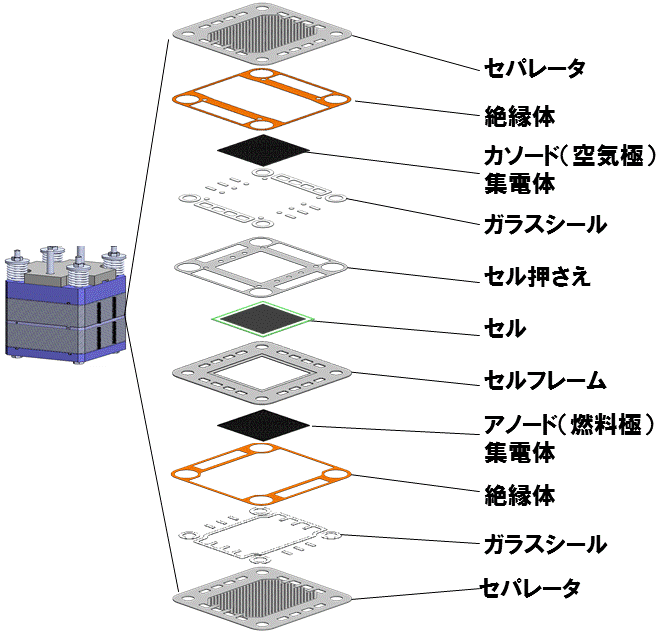 セパレータ
絶縁体
カソード（空気極）
集電体
ガラスシール
セル押さえ
セル
セルフレーム
アノード（燃料極）
集電体
絶縁体
ガラスシール
セパレータ